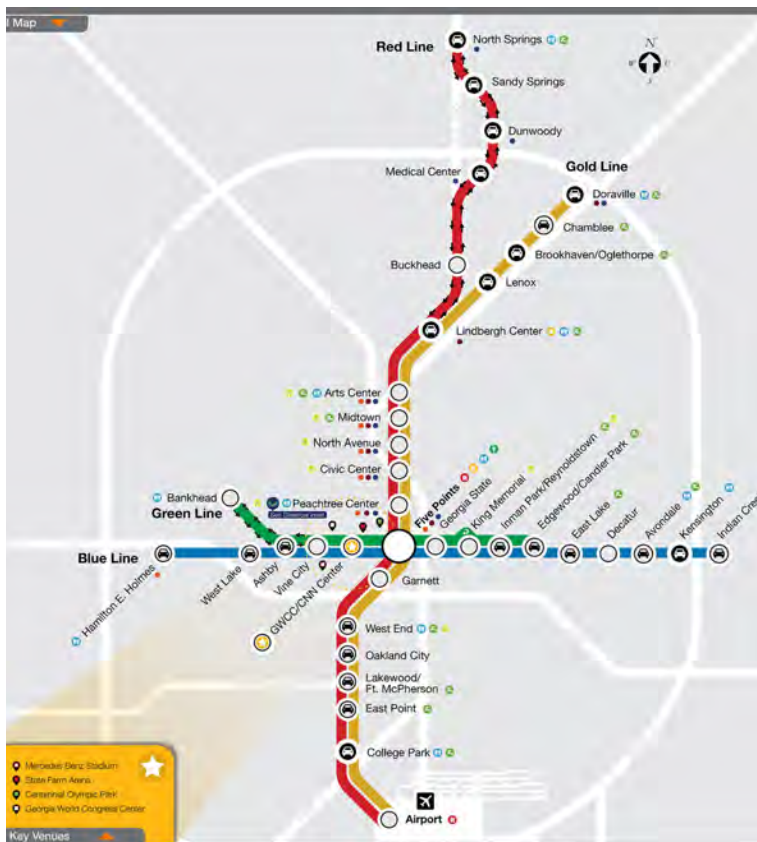 l Map
Red Line
North Springs
N
W
S
Sandy Springs
Dunwoody
Medical Center
Gold Line
Doraville
Chamblee
Brookhaven/Oglethorpe
Buckhead
Lenox
Lindbergh Center
Arts Center
Midtown
North Avenue
Civic Center
Peachtree Center
Bankhead
Green Line
Five Points
Georgia State
King Memorial
Inman Park/Reynoldstown
Edgewood/Candler Park
East Lake
Decatur
Avondale
Kensington
Indian Cree
Blue Line
Hamilton E. Holmes
West Lake
Ashby
Vine City
GWCC/CNN Center
Garnett
West End
Oakland City
Lakewood/
Ft. McPherson
East Point
College Park
Airport
Mercedes Benz Stadium
State Farm Arena
Centennial Olympic Park
Georgia World Congress Center
Key Venues